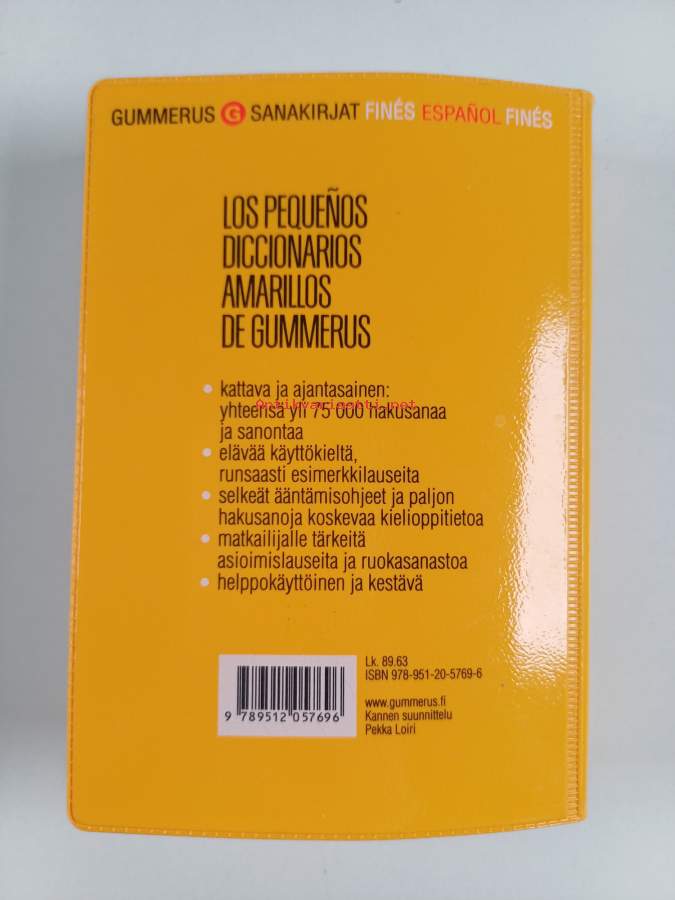 GUMMERUS G SANAKIRJAT FINÉS ESPAÑOL FINÉS
LOS PEQUEÑOS
DICCIONARIOS
AMARILLOS
DE GUMMERUS
• kattava ja ajantasainen:
yhteensä yli 75 000 hakusanaa
Antikvariaatti.net
ja sanontaa
• elävää käyttökieltä,
runsaasti esimerkkilauseita
• selkeät ääntämisohjeet ja paljon
hakusanoja koskevaa kielioppitietoa
• matkailijalle tärkeitä
asioimislauseita ja ruokasanastoa
• helppokäyttöinen ja kestävä
Lk. 89.63
ISBN 978-951-20-5769-6
9 789512 057696
www.gummerus.fi
Kannen suunnittelu
Pekka Loiri